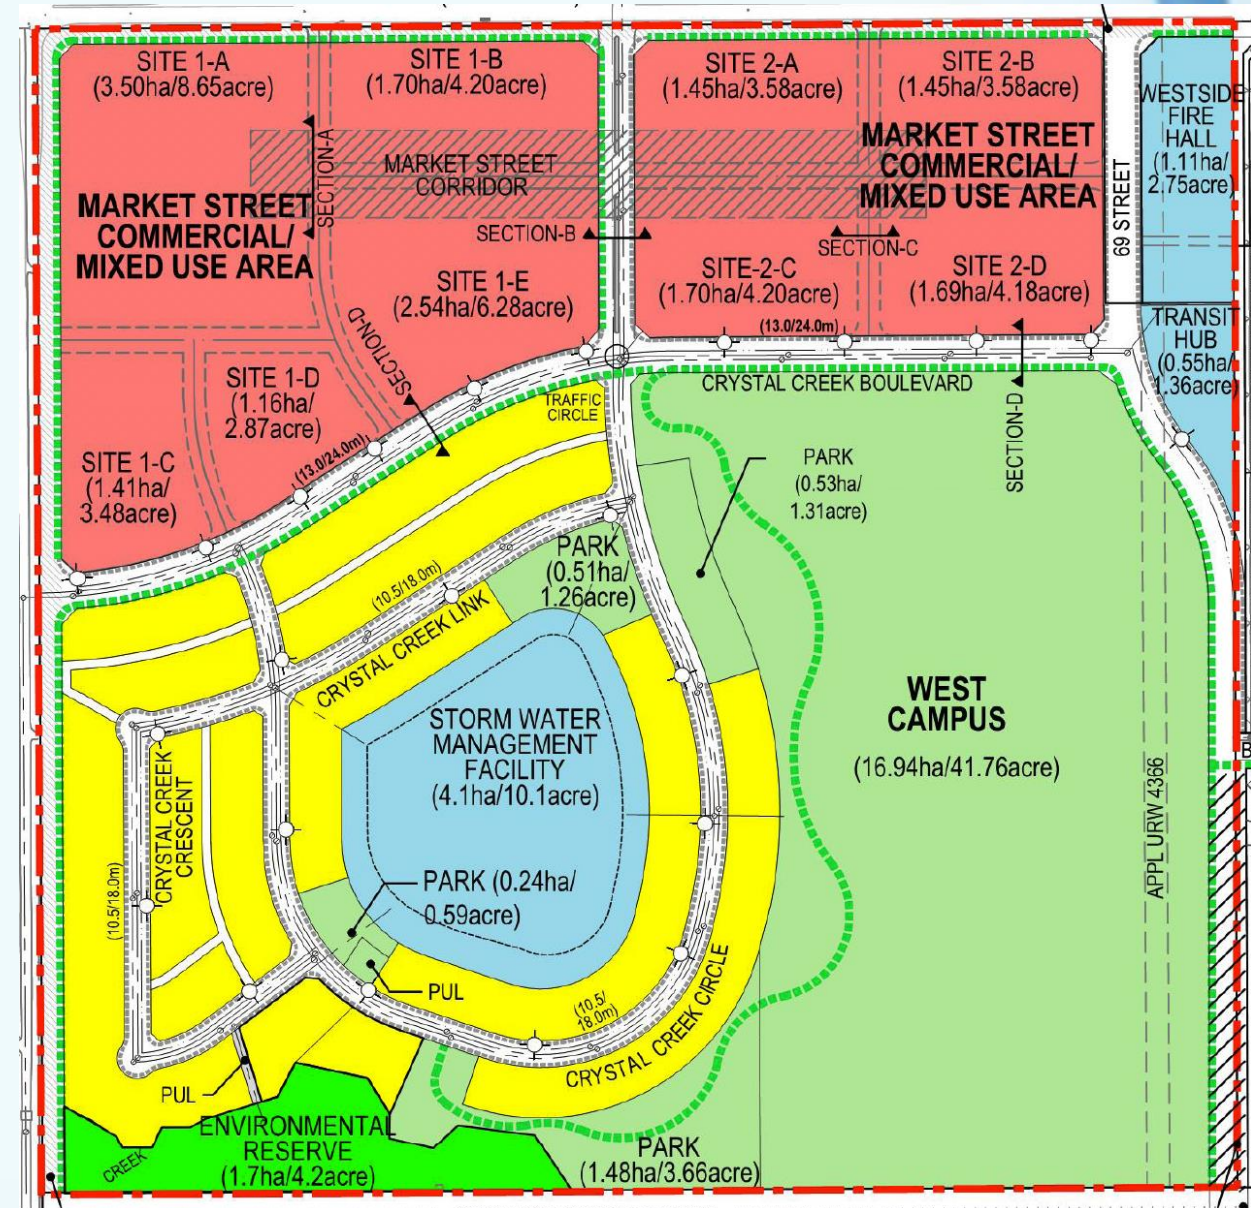 SITE 1-A
(3.50ha/8.65acre)
SITE 1-B
(1.70ha/4.20acre)
SITE 2-A
(1.45ha/3.58acre)
SITE 2-B
(1.45ha/3.58acre)
WESTSIDE
FIRE
HALL
(1.11ha/
2.75acre)
MARKET STREET
COMMERCIAL/
MIXED USE AREA
SECTION-A
MARKET STREET
CORRIDOR
MARKET STREET
COMMERCIAL/
MIXED USE AREA
69 STREET
SECTION-B
SECTION-C
SITE 1-E
(2.54ha/6.28acre)
SITE-2-C
(1.70ha/4.20acre)
SITE 2-D
(1.69ha/4.18acre)
(13.0/24.0m)
TRANSIT
HUB
(0.55ha/
1.36acre)
SECTION-D
SITE 1-D
(1.16ha/
2.87acre)
TRAFFIC
CIRCLE
CRYSTAL CREEK BOULEVARD
SECTION-D
SITE 1-C
(1.41ha/
3.48acre)
(13.0/24.0m)
PARK
(0.53ha/
1.31acre)
PARK
(0.51ha/
1.26acre)
(10.5/18.0m)
CRYSTAL CREEK LINK
STORM WATER
MANAGEMENT
FACILITY
(4.1ha/10.1acre)
WEST
CAMPUS
(16.94ha/41.76acre)
CRYSTAL CREEK
CRESCENT
(10.5/18.0m)
APPL URW 4366
B
PARK (0.24ha/
0.59acre)
PUL
(10.5/
18.0m)
CRYSTAL CREEK CIRCLE
PUL
ENVIRONMENTAL
RESERVE
(1.7ha/4.2acre)
CREEK
PARK
(1.48ha/3.66acre)